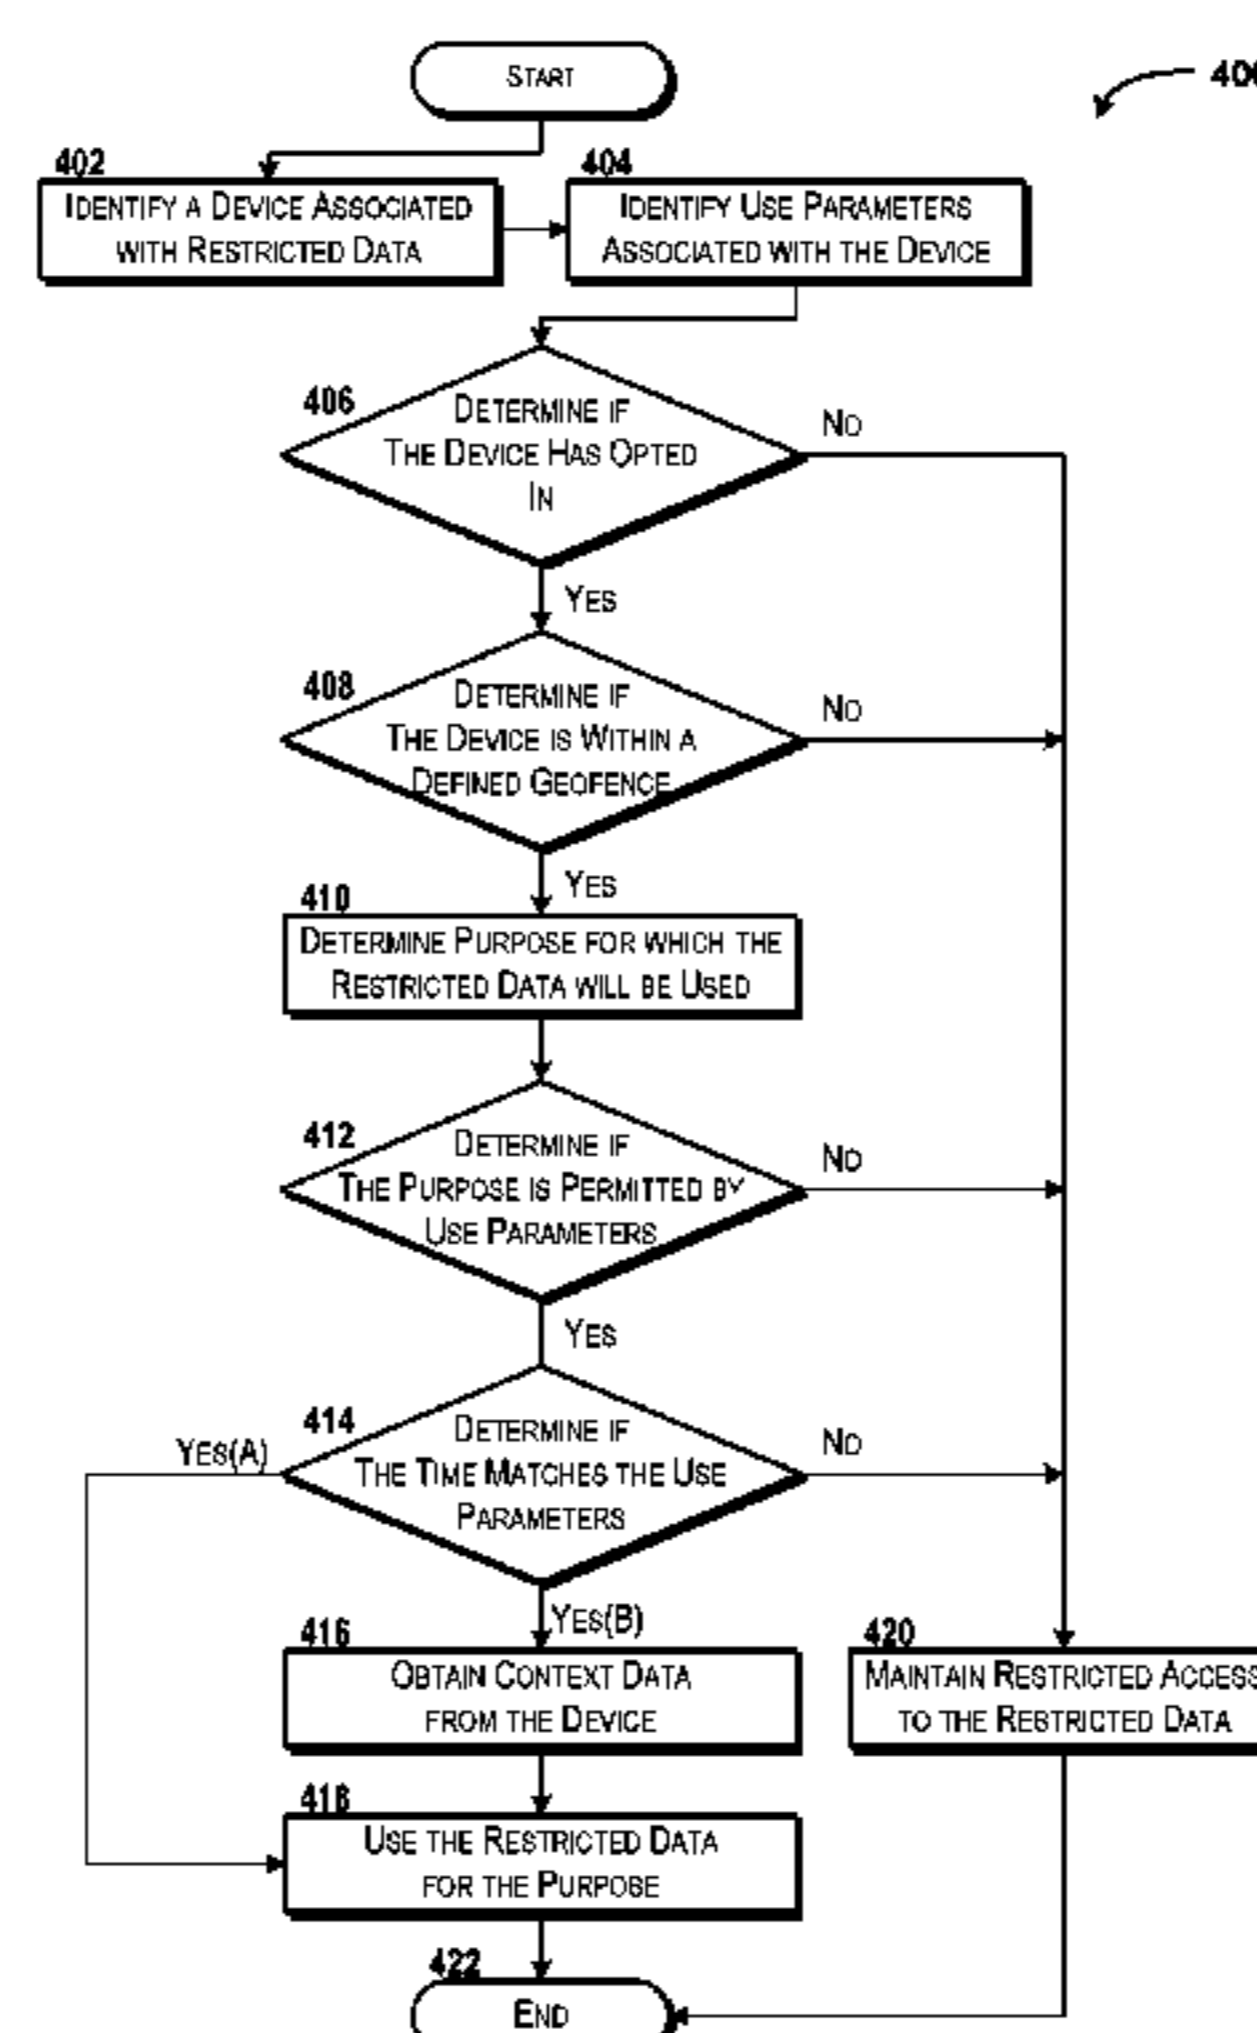 START
400
402
IDENTIFY A DEVICE ASSOCIATED
WITH RESTRICTED DATA
404
IDENTIFY USE PARAMETERS
ASSOCIATED WITH THE DEVICE
406
DETERMINE IF
THE DEVICE HAS OPTED
IN
NO
YES
408
DETERMINE IF
THE DEVICE IS WITHIN A
DEFINED GEOFENCE
NO
YES
410
DETERMINE PURPOSE FOR WHICH THE
RESTRICTED DATA WILL BE USED
412
DETERMINE IF
THE PURPOSE IS PERMITTED BY
USE PARAMETERS
NO
YES
414
DETERMINE IF
THE TIME MATCHES THE USE
PARAMETERS
YES(A)
NO
YES(B)
416
OBTAIN CONTEXT DATA
FROM THE DEVICE
420
MAINTAIN RESTRICTED ACCESS
TO THE RESTRICTED DATA
418
USE THE RESTRICTED DATA
FOR THE PURPOSE
422
END